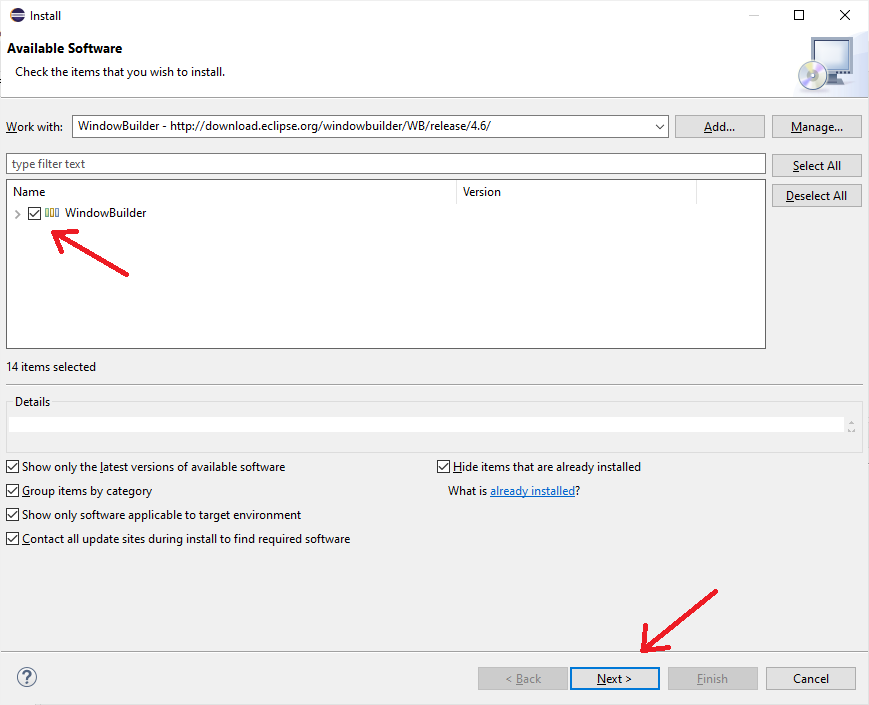 Install
Available Software
Check the items that you wish to install.
Work with: WindowBuilder - http://download.eclipse.org/windowbuilder/WB/release/4.6/ Add... Manage...
type filter text Select All
Name Version Deselect All
WindowBuilder
14 items selected
Details
Show only the latest versions of available software Hide items that are already installed
Group items by category What is already installed?
Show only software applicable to target environment
Contact all update sites during install to find required software
? < Back Next > Finish Cancel